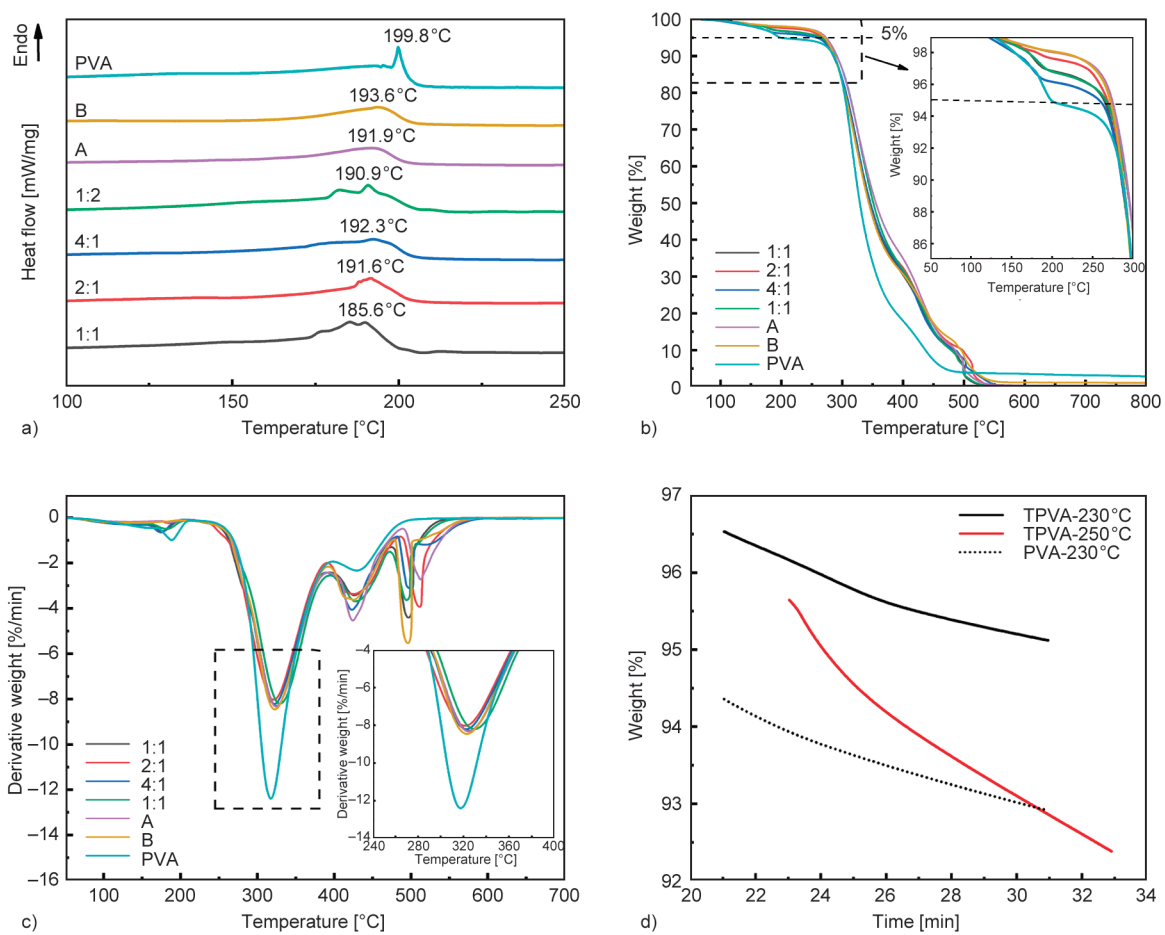 Endo
Heat flow [mW/mg]
PVA
199.8°C
B
193.6°C
A
191.9°C
1:2
190.9°C
4:1
192.3°C
2:1
191.6°C
1:1
185.6°C
100
150
200
250
a)
Temperature [°C]
Weight [%]
100
90
80
70
60
50
40
30
20
10
0
5%
1:1
2:1
4:1
1:1
A
B
PVA
100
200
300
400
500
600
700
800
b)
Temperature [°C]
Weight [%]
98
96
94
92
90
88
86
50
100
150
200
250
300
Temperature [°C]
Derivative weight [%/min]
0
−2
−4
−6
−8
−10
−12
−14
−16
1:1
2:1
4:1
1:1
A
B
PVA
100
200
300
400
500
600
700
c)
Temperature [°C]
Derivative weight [%/min]
−4
−6
−8
−10
−12
−14
240
280
320
360
400
Temperature [°C]
Weight [%]
97
96
95
94
93
92
TPVA-230°C
TPVA-250°C
PVA-230°C
20
22
24
26
28
30
32
34
d)
Time [min]